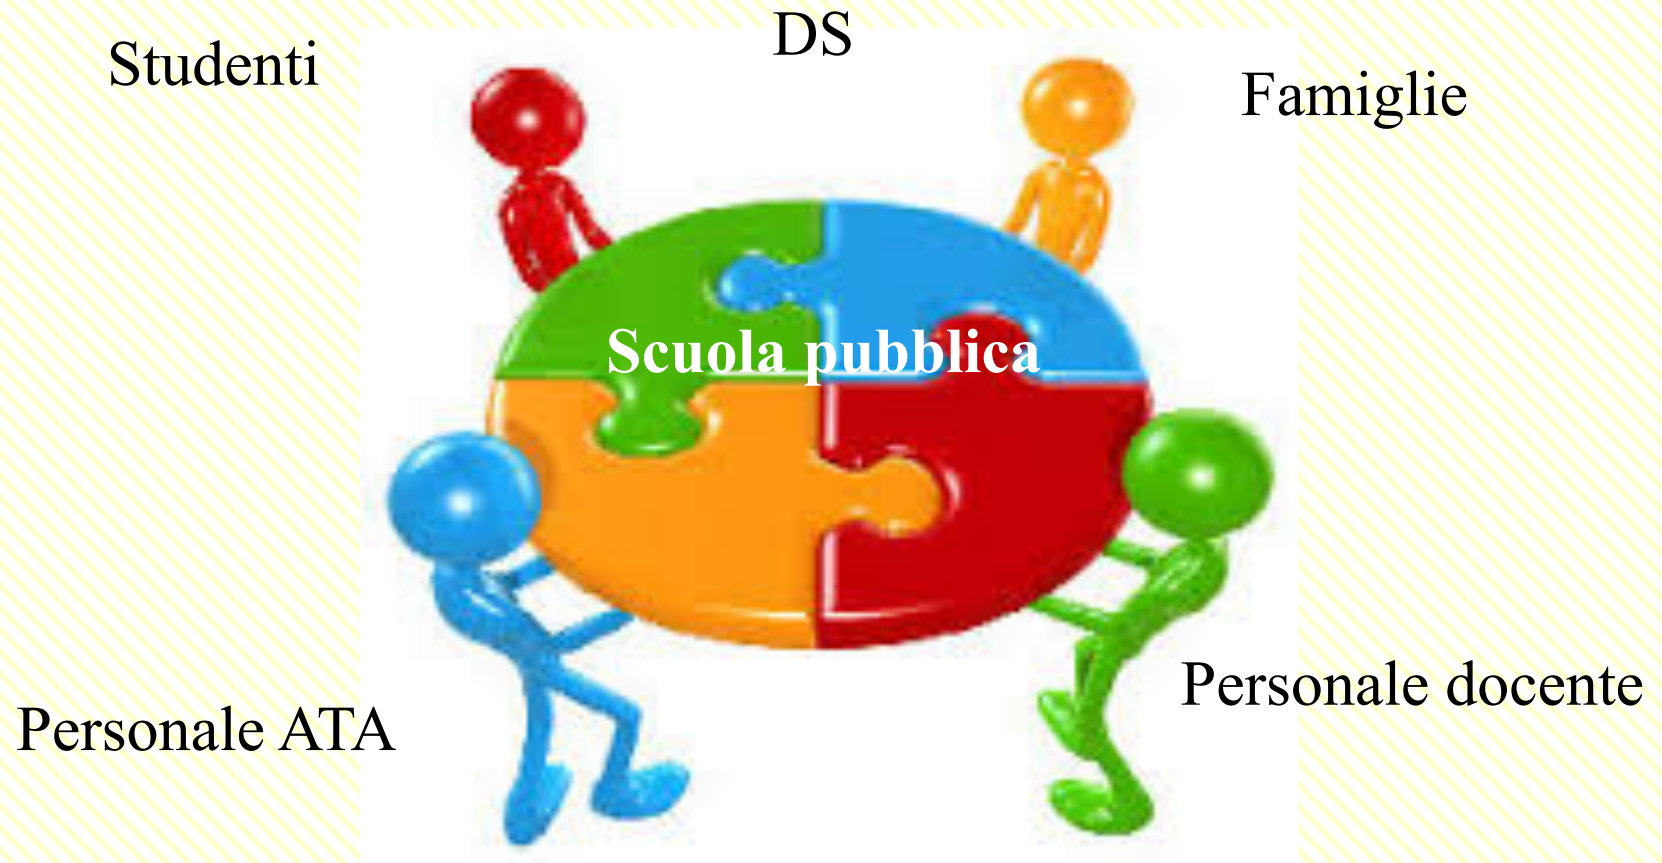 DS
Studenti
Famiglie
Scuola pubblica
Personale docente
Personale ATA